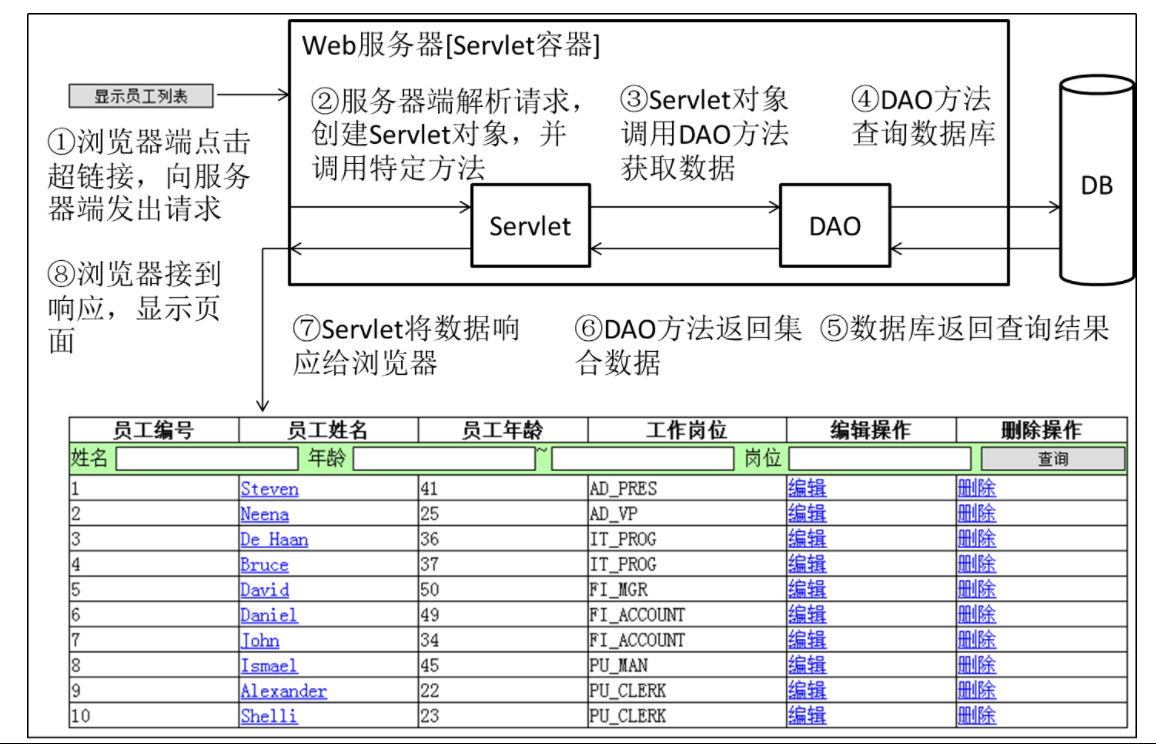 Web服务器[Servlet容器]
显示员工列表
①浏览器端点击
超链接，向服务
器端发出请求
②服务器端解析请求，
创建Servlet对象，并
调用特定方法
③Servlet对象
调用DAO方法
获取数据
④DAO方法
查询数据库
Servlet
DAO
DB
⑧浏览器接到
响应，显示页
面
⑦Servlet将数据响
应给浏览器
⑥DAO方法返回集
合数据
⑤数据库返回查询结果
员工编号 员工姓名 员工年龄 工作岗位 编辑操作 删除操作
姓名 年龄 ~ 岗位 查询
1 Steven 41 AD_PRES 编辑 删除
2 Neena 25 AD_VP 编辑 删除
3 De Haan 36 IT_PROG 编辑 删除
4 Bruce 37 IT_PROG 编辑 删除
5 David 50 FI_MGR 编辑 删除
6 Daniel 49 FI_ACCOUNT 编辑 删除
7 Iohn 34 FI_ACCOUNT 编辑 删除
8 Ismael 45 PU_MAN 编辑 删除
9 Alexander 22 PU_CLERK 编辑 删除
10 Shelli 23 PU_CLERK 编辑 删除